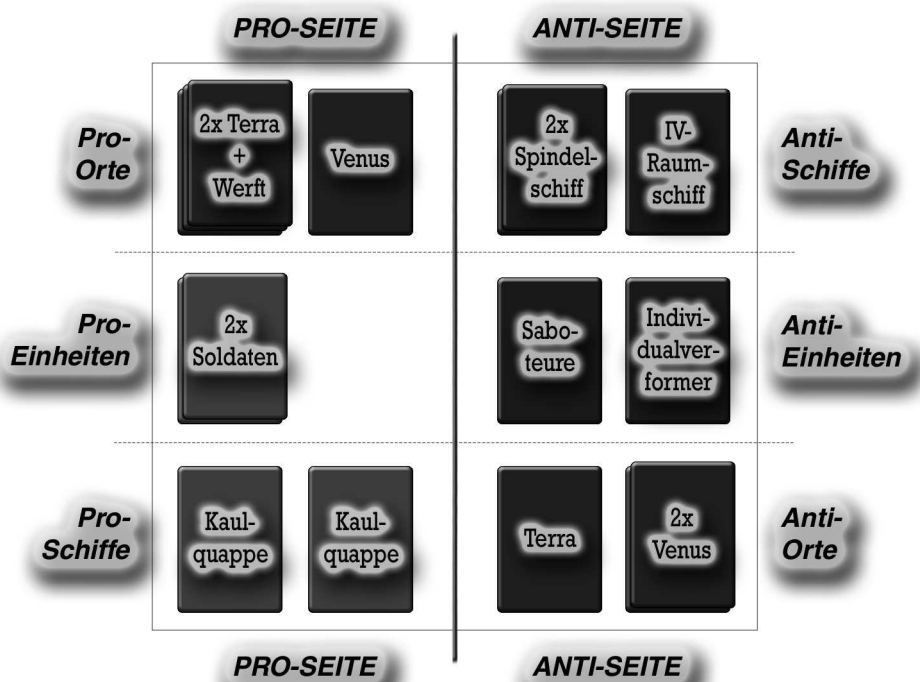 PRO-SEITE
ANTI-SEITE
Pro-
Orte
2x Terra
+
Werft
Venus
2x
Spindel-
schiff
IV-
Raum-
schiff
Anti-
Schiffe
Pro-
Einheiten
2x
Soldaten
Sabo-
teure
Indivi-
dualver-
former
Anti-
Einheiten
Pro-
Schiffe
Kaul-
quappe
Kaul-
quappe
Terra
2x
Venus
Anti-
Orte
PRO-SEITE
ANTI-SEITE